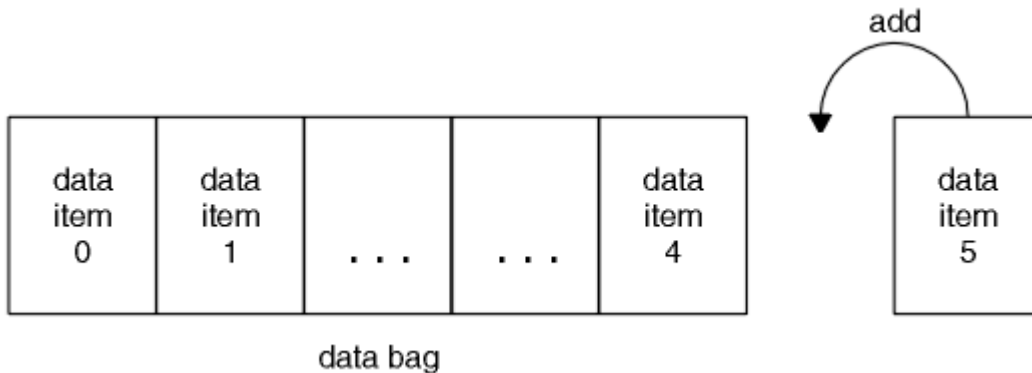 add
data
item
0
data
item
1
. . .
. . .
data
item
4
data
item
5
data bag